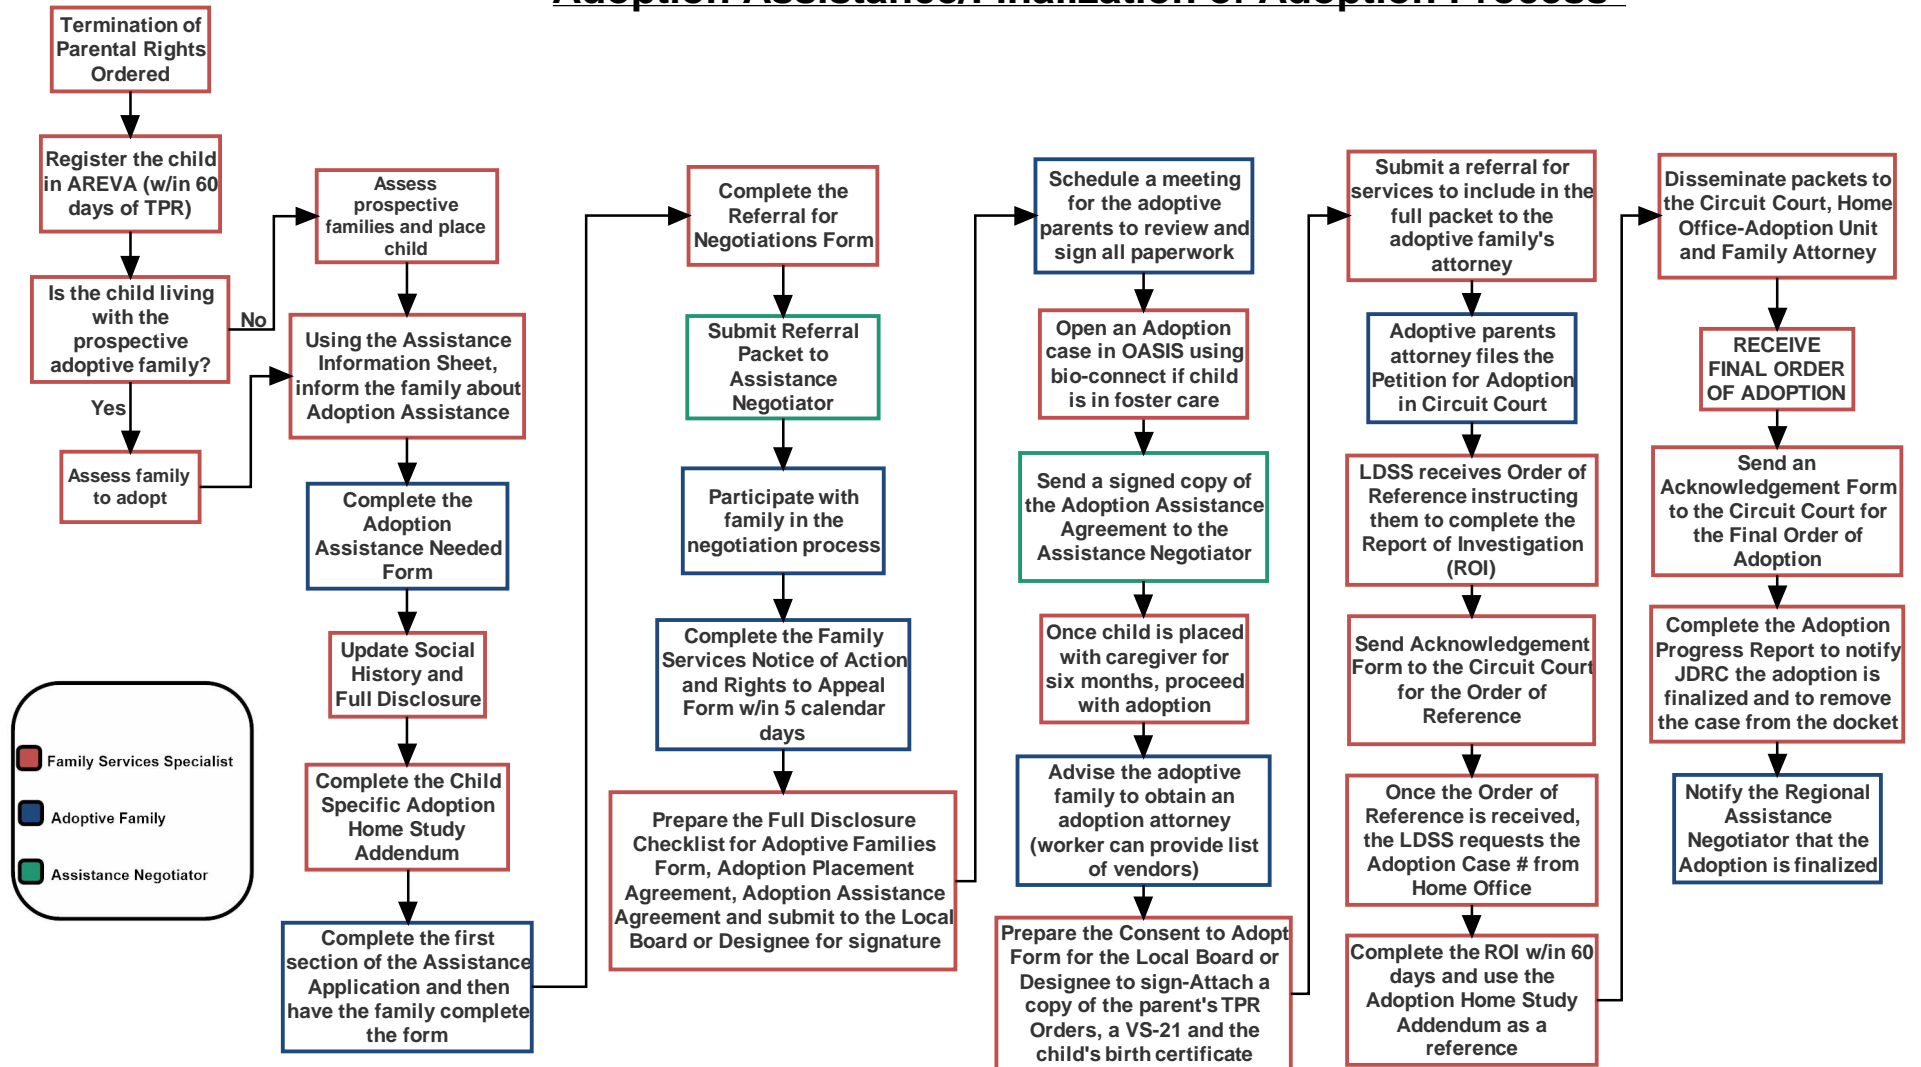 Adoption Assistance/Finalization of Adoption Process
Termination of
Parental Rights
Ordered
Register the child
in AREVA (w/in 60
days of TPR)
Is the child living
with the
prospective
adoptive family?
No
Yes
Assess family
to adopt
Assess
prospective
families and place
child
Using the Assistance
Information Sheet,
inform the family about
Adoption Assistance
Complete the
Adoption
Assistance Needed
Form
Update Social
History and
Full Disclosure
Complete the Child
Specific Adoption
Home Study
Addendum
Complete the first
section of the Assistance
Application and then
have the family complete
the form
Complete the
Referral for
Negotiations Form
Submit Referral
Packet to
Assistance
Negotiator
Participate with
family in the
negotiation process
Complete the Family
Services Notice of Action
and Rights to Appeal
Form w/in 5 calendar
days
Prepare the Full Disclosure
Checklist for Adoptive Families
Form, Adoption Placement
Agreement, Adoption Assistance
Agreement and submit to the Local
Board or Designee for signature
Schedule a meeting
for the adoptive
parents to review and
sign all paperwork
Open an Adoption
case in OASIS using
bio-connect if child
is in foster care
Send a signed copy of
the Adoption Assistance
Agreement to the
Assistance Negotiator
Once child is placed
with caregiver for
six months, proceed
with adoption
Advise the adoptive
family to obtain an
adoption attorney
(worker can provide list
of vendors)
Prepare the Consent to Adopt
Form for the Local Board or
Designee to sign-Attach a
copy of the parent's TPR
Orders, a VS-21 and the
child's birth certificate
Submit a referral for
services to include in the
full packet to the
adoptive family's
attorney
Adoptive parents
attorney files the
Petition for Adoption
in Circuit Court
LDSS receives Order of
Reference instructing
them to complete the
Report of Investigation
(ROI)
Send Acknowledgement
Form to the Circuit Court
for the Order of
Reference
Once the Order of
Reference is received,
the LDSS requests the
Adoption Case # from
Home Office
Complete the ROI w/in 60
days and use the
Adoption Home Study
Addendum as a
reference
Disseminate packets to
the Circuit Court, Home
Office-Adoption Unit
and Family Attorney
RECEIVE
FINAL ORDER
OF ADOPTION
Send an
Acknowledgement Form
to the Circuit Court for
the Final Order of
Adoption
Complete the Adoption
Progress Report to notify
JDRC the adoption is
finalized and to remove
the case from the docket
Notify the Regional
Assistance
Negotiator that the
Adoption is finalized
Family Services Specialist
Adoptive Family
Assistance Negotiator